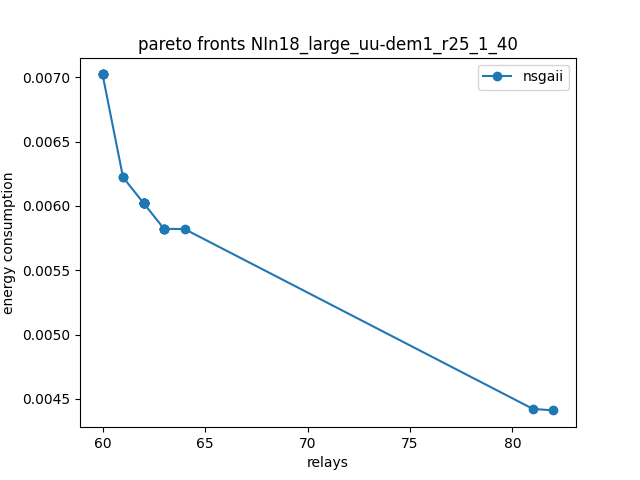 pareto fronts NIn18_large_uu-dem1_r25_1_40
nsgaii
0.0070
0.0065
0.0060
0.0055
0.0050
0.0045
energy consumption
60 65 70 75 80
relays